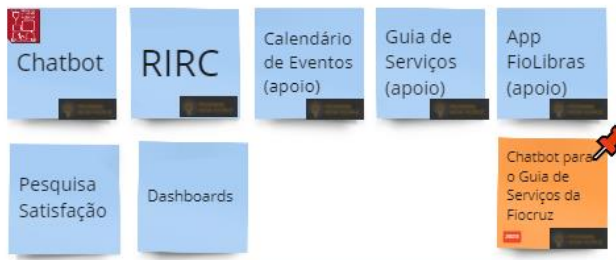 Chatbot
RIRC
Calendário
de Eventos
(apoio)
Guia de
Serviços
(apoio)
App
FioLibras
(apoio)
Pesquisa
Satisfação
Dashboards
Chatbot para
o Guia de
Serviços da
Fiocruz